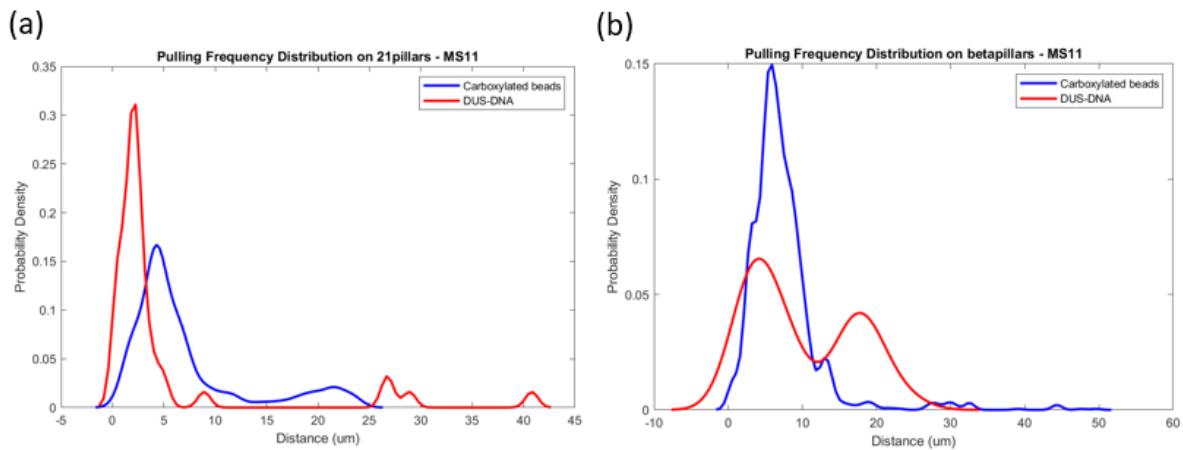 (a)
Pulling Frequency Distribution on 21pillars - MS11
Carboxylated beads
DUS-DNA
0.35
0.3
0.25
0.2
0.15
0.1
0.05
0
Probability Density
-5 0 5 10 15 20 25 30 35 40 45
Distance (um)
(b)
Pulling Frequency Distribution on betapillars - MS11
Carboxylated beads
DUS-DNA
0.15
0.1
0.05
0
Probability Density
-10 0 10 20 30 40 50 60
Distance (um)